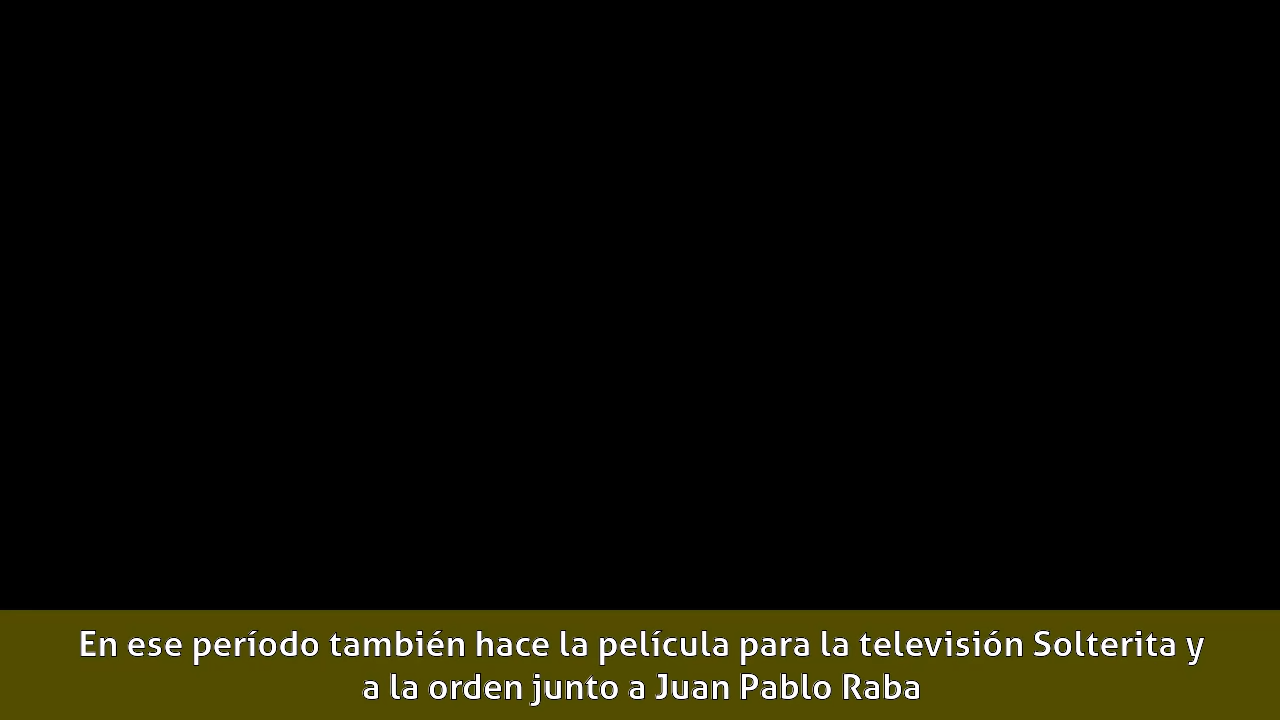 En ese período también hace la película para la televisión Solterita y
a la orden junto a Juan Pablo Raba